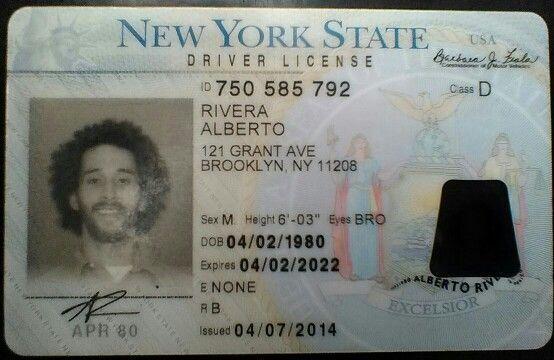 NEW YORK STATE
USA
DRIVER LICENSE
Barbara J. Fiala
Commissioner of Motor Vehicles
ID 750 585 792
Class D
RIVERA
ALBERTO
121 GRANT AVE
BROOKLYN, NY 11208
Sex M Height 6'-03" Eyes BRO
DOB 04/02/1980
Expires 04/02/2022
ALBERTO RIVE
E NONE
R B
EXCELSIOR
APR 80
Issued 04/07/2014